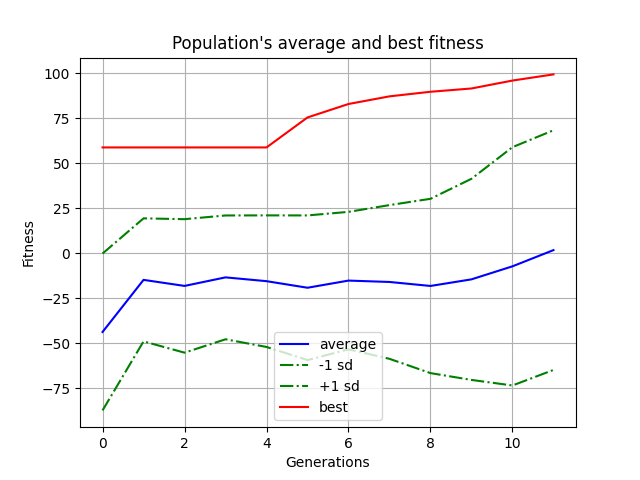 Population's average and best fitness
Fitness
100
75
50
25
0
−25
−50
−75
average
-1 sd
+1 sd
best
0 2 4 6 8 10
Generations